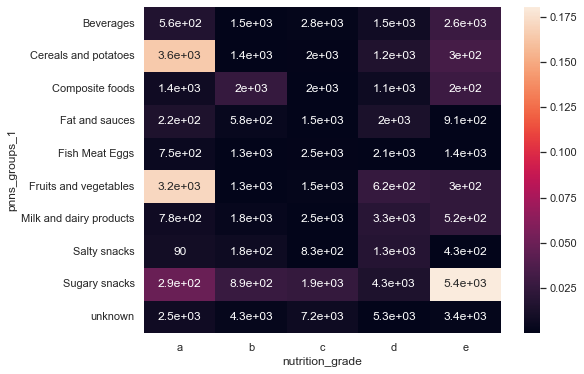 pnns_groups_1
Beverages 5.6e+02 1.5e+03 2.8e+03 1.5e+03 2.6e+03
Cereals and potatoes 3.6e+03 1.4e+03 2e+03 1.2e+03 3e+02
Composite foods 1.4e+03 2e+03 2e+03 1.1e+03 2e+02
Fat and sauces 2.2e+02 5.8e+02 1.5e+03 2e+03 9.1e+02
Fish Meat Eggs 7.5e+02 1.3e+03 2.5e+03 2.1e+03 1.4e+03
Fruits and vegetables 3.2e+03 1.3e+03 1.5e+03 6.2e+02 3e+02
Milk and dairy products 7.8e+02 1.8e+03 2.5e+03 3.3e+03 5.2e+02
Salty snacks 90 1.8e+02 8.3e+02 1.3e+03 4.3e+02
Sugary snacks 2.9e+02 8.9e+02 1.9e+03 4.3e+03 5.4e+03
unknown 2.5e+03 4.3e+03 7.2e+03 5.3e+03 3.4e+03
a b c d e
nutrition_grade
0.175
0.150
0.125
0.100
0.075
0.050
0.025